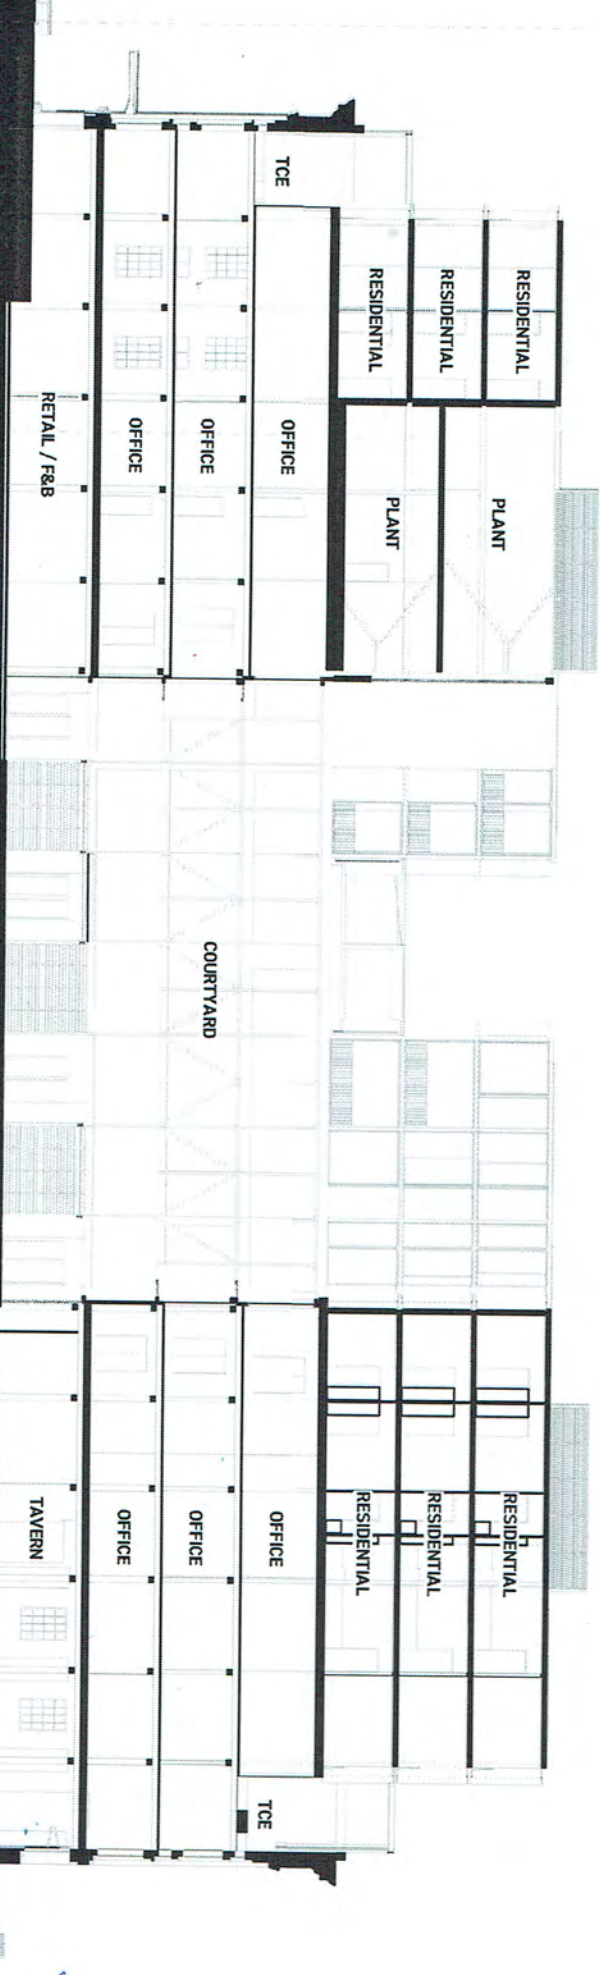 RESIDENTIAL
RESIDENTIAL
RESIDENTIAL
PLANT
PLANT
TCE
OFFICE
OFFICE
OFFICE
RETAIL / F&B
COURTYARD
RESIDENTIAL
RESIDENTIAL
RESIDENTIAL
OFFICE
TCE
OFFICE
OFFICE
TAVERN